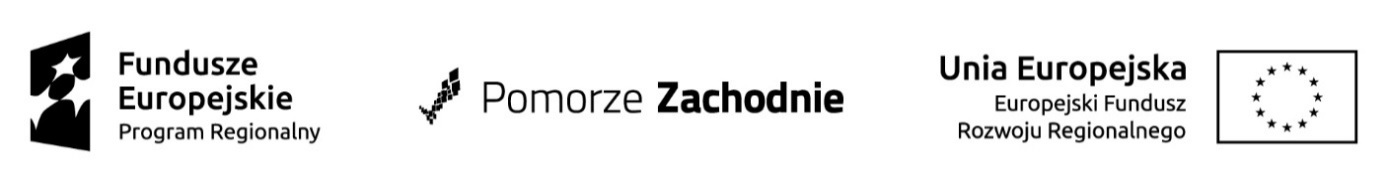 Fundusze
Europejskie
Program Regionalny
Pomorze Zachodnie
Unia Europejska
Europejski Fundusz
Rozwoju Regionalnego